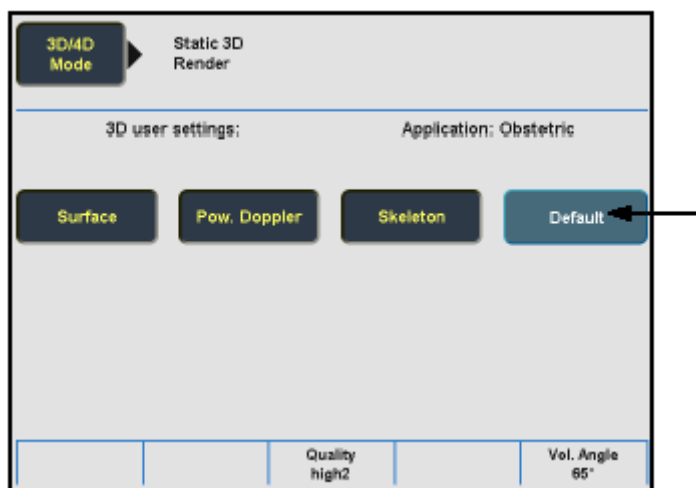 3D/4D
Mode
Static 3D
Render
3D user settings:
Application: Obstetric
Surface
Pow. Doppler
Skeleton
Default
Quality
high2
Vol. Angle
65°